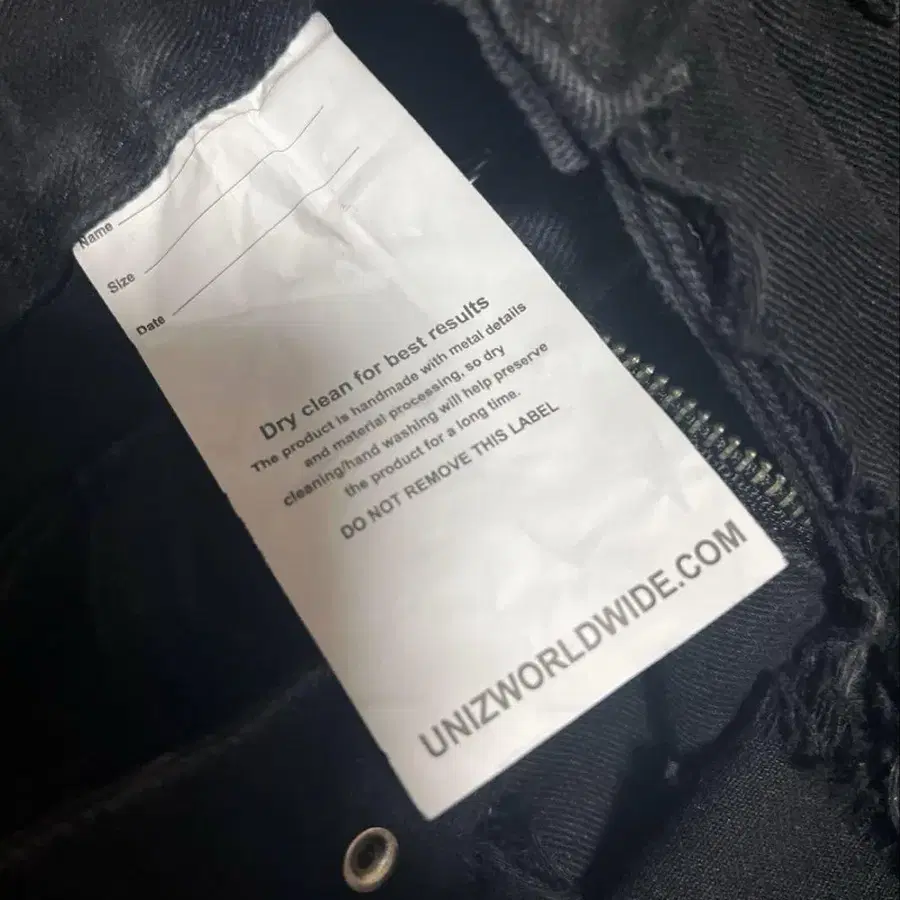 Name
Size
Date
Dry clean for best results
The product is handmade with metal details
and material processing, so dry
cleaning/hand washing will help preserve
the product for a long time.
DO NOT REMOVE THIS LABEL
UNIZWORLDWIDE.COM